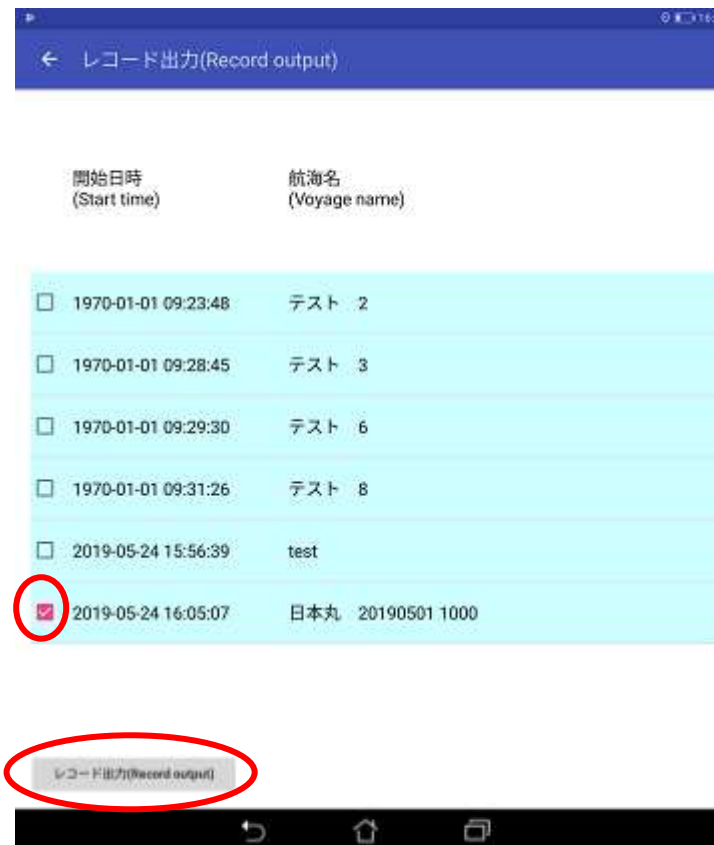 16:
レコード出力(Record output)
開始日時
(Start time)
航海名
(Voyage name)
1970-01-01 09:23:48 テスト 2
1970-01-01 09:28:45 テスト 3
1970-01-01 09:29:30 テスト 6
1970-01-01 09:31:26 テスト 8
2019-05-24 15:56:39 test
2019-05-24 16:05:07 日本丸 20190501 1000
レコード出力(Record output)